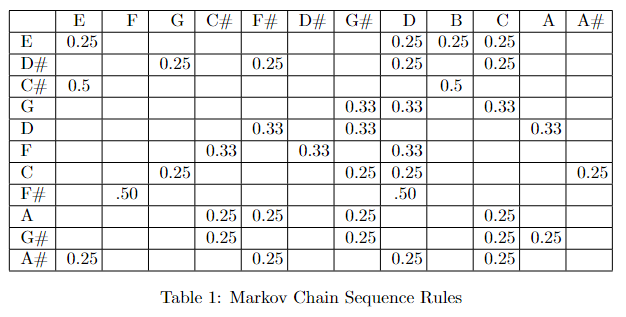 E F G C# F# D# G# D B C A A#
E 0.25 0.25 0.25 0.25
D# 0.25 0.25 0.25 0.25
C# 0.5 0.5
G 0.33 0.33 0.33
D 0.33 0.33 0.33
F 0.33 0.33 0.33
C 0.25 0.25 0.25 0.25
F# .50 .50
A 0.25 0.25 0.25 0.25
G# 0.25 0.25 0.25 0.25
A# 0.25 0.25 0.25 0.25
Table 1: Markov Chain Sequence Rules